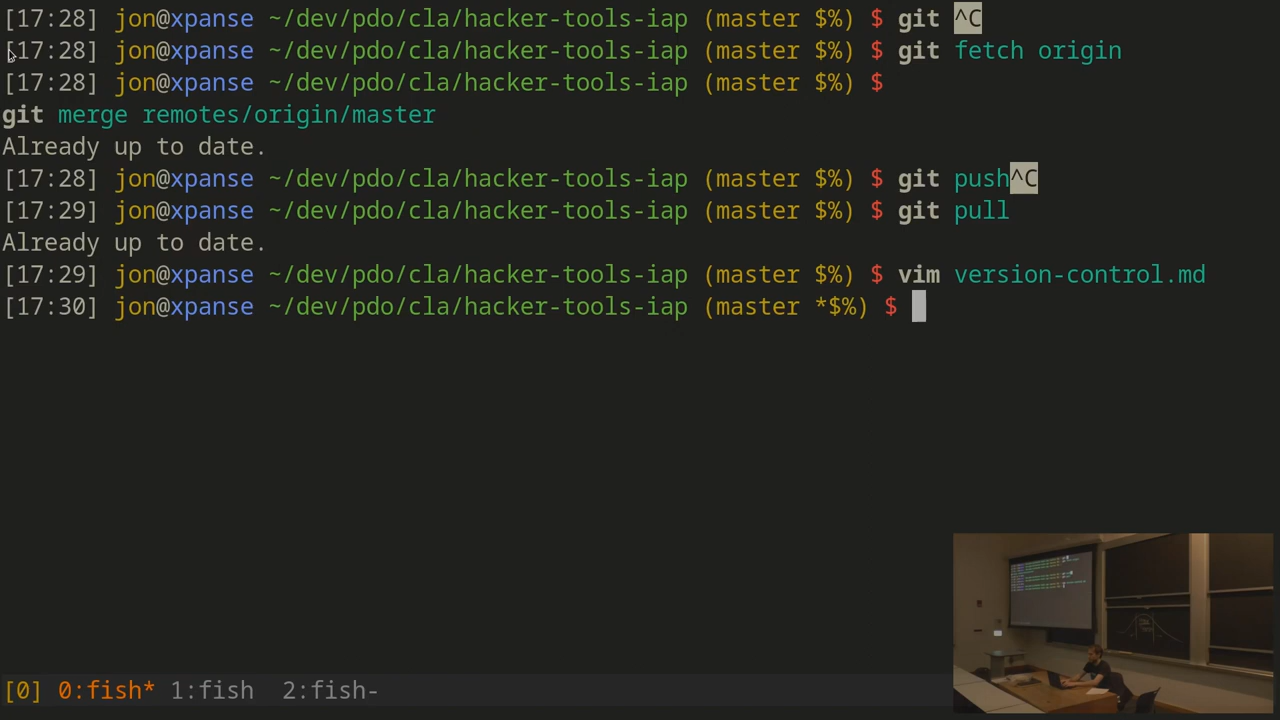 [17:28] jon@xpanse ~/dev/pdo/cla/hacker-tools-iap (master $%) $ git ^C
[17:28] jon@xpanse ~/dev/pdo/cla/hacker-tools-iap (master $%) $ git fetch origin
[17:28] jon@xpanse ~/dev/pdo/cla/hacker-tools-iap (master $%) $
git merge remotes/origin/master
Already up to date.
[17:28] jon@xpanse ~/dev/pdo/cla/hacker-tools-iap (master $%) $ git push^C
[17:29] jon@xpanse ~/dev/pdo/cla/hacker-tools-iap (master $%) $ git pull
Already up to date.
[17:29] jon@xpanse ~/dev/pdo/cla/hacker-tools-iap (master $%) $ vim version-control.md
[17:30] jon@xpanse ~/dev/pdo/cla/hacker-tools-iap (master *$%) $
[0] 0:fish* 1:fish 2:fish-